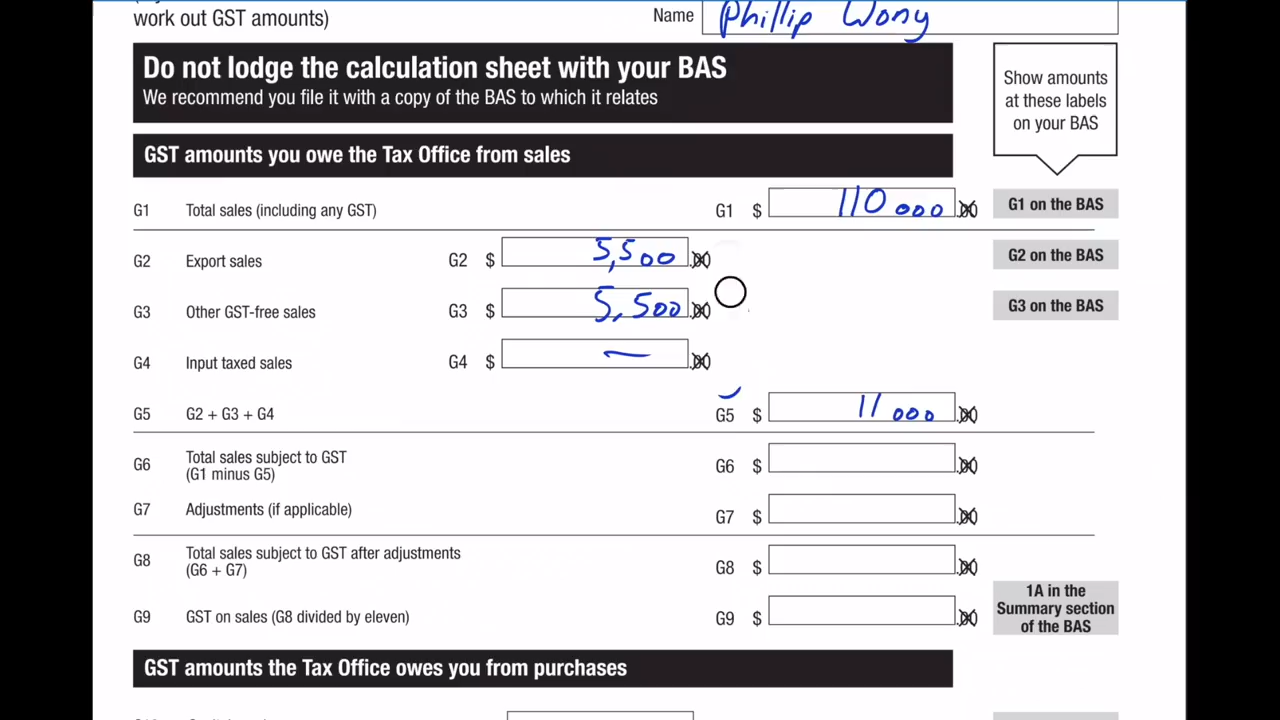 work out GST amounts)
Name Phillip Wong
Do not lodge the calculation sheet with your BAS
We recommend you file it with a copy of the BAS to which it relates
Show amounts
at these labels
on your BAS
GST amounts you owe the Tax Office from sales
G1 Total sales (including any GST) G1 $ 110 000 .00 G1 on the BAS
G2 Export sales G2 $ 5,500 .00 G2 on the BAS
G3 Other GST-free sales G3 $ 5,500 .00 G3 on the BAS
G4 Input taxed sales G4 $ — .00
G5 G2 + G3 + G4 G5 $ 11 000 .00
G6 Total sales subject to GST
(G1 minus G5) G6 $ .00
G7 Adjustments (if applicable) G7 $ .00
G8 Total sales subject to GST after adjustments
(G6 + G7) G8 $ .00
G9 GST on sales (G8 divided by eleven) G9 $ .00
1A in the
Summary section
of the BAS
GST amounts the Tax Office owes you from purchases